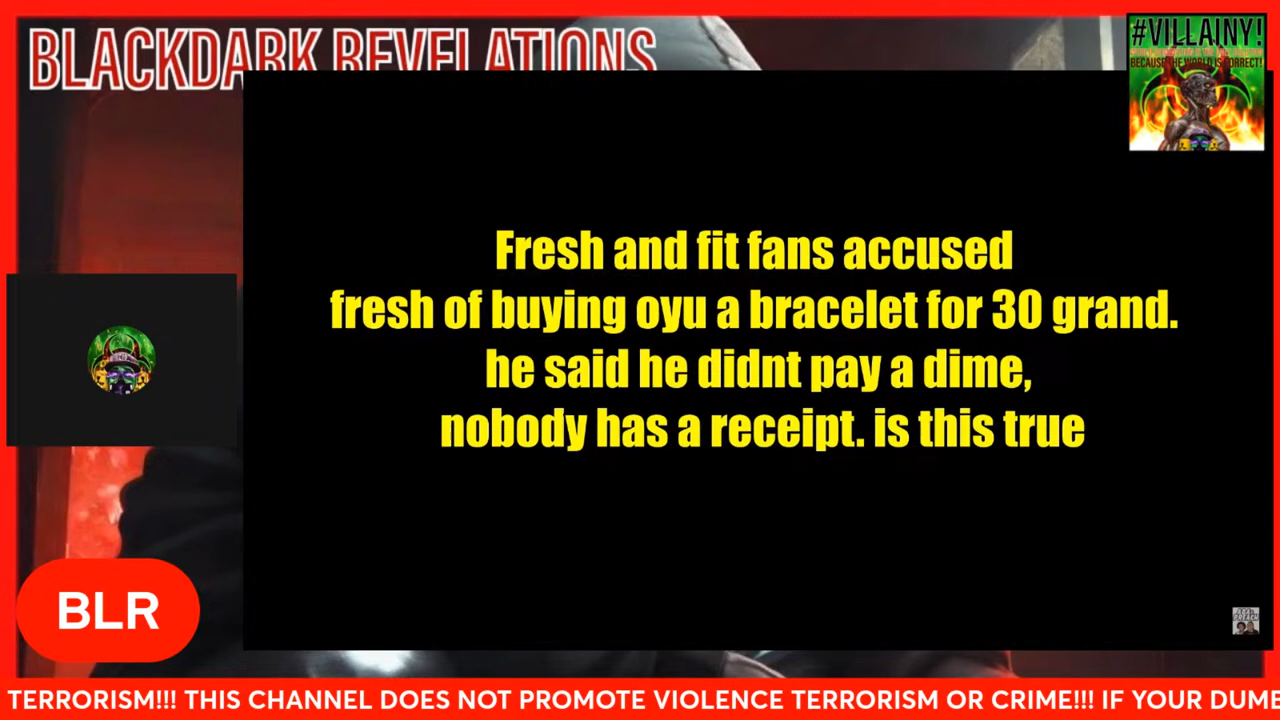 BLACKDARK REVELATIONS
#VILLAINY!
BECAUSE THE WORLD IS CORRECT!
Fresh and fit fans accused
fresh of buying oyu a bracelet for 30 grand.
he said he didnt pay a dime,
nobody has a receipt. is this true
BLR
TERRORISM!!! THIS CHANNEL DOES NOT PROMOTE VIOLENCE TERRORISM OR CRIME!!! IF YOUR DUMB